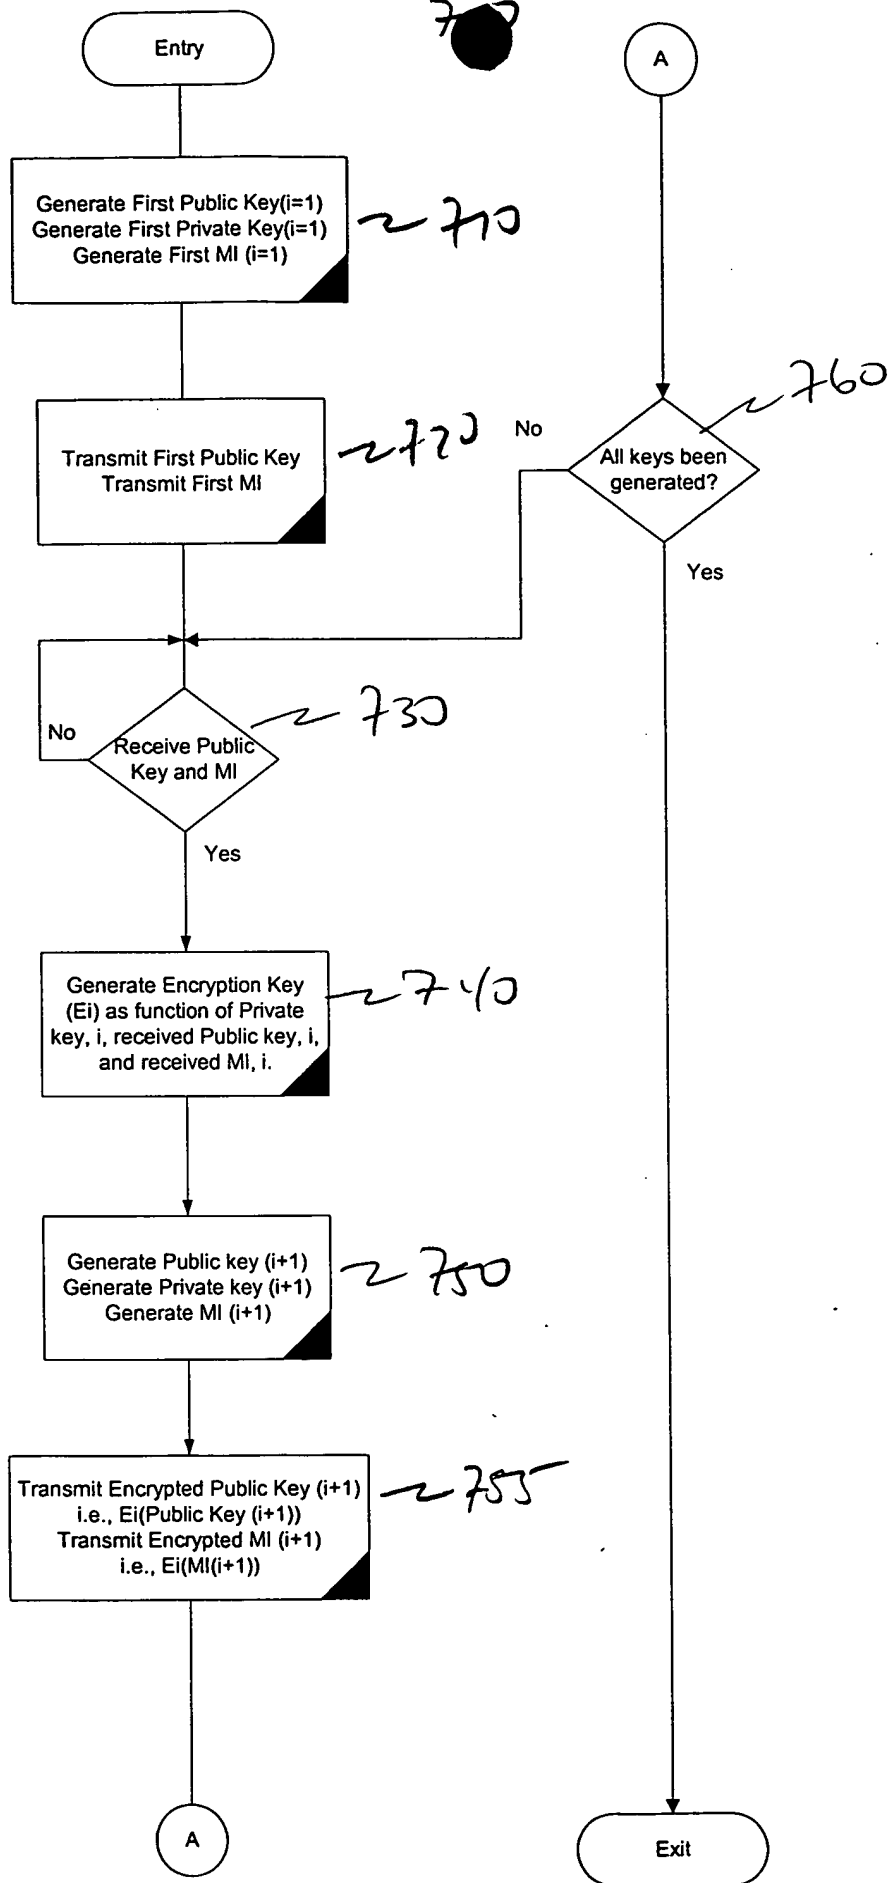 Entry
Generate First Public Key(i=1)
Generate First Private Key(i=1)
Generate First MI (i=1)
710
Transmit First Public Key
Transmit First MI
720
No
Receive Public
Key and MI
730
Yes
Generate Encryption Key
(Ei) as function of Private
key, i, received Public key, i,
and received MI, i.
740
Generate Public key (i+1)
Generate Private key (i+1)
Generate MI (i+1)
750
Transmit Encrypted Public Key (i+1)
i.e., Ei(Public Key (i+1))
Transmit Encrypted MI (i+1)
i.e., Ei(MI(i+1))
755
A
A
760
All keys been
generated?
No
Yes
Exit